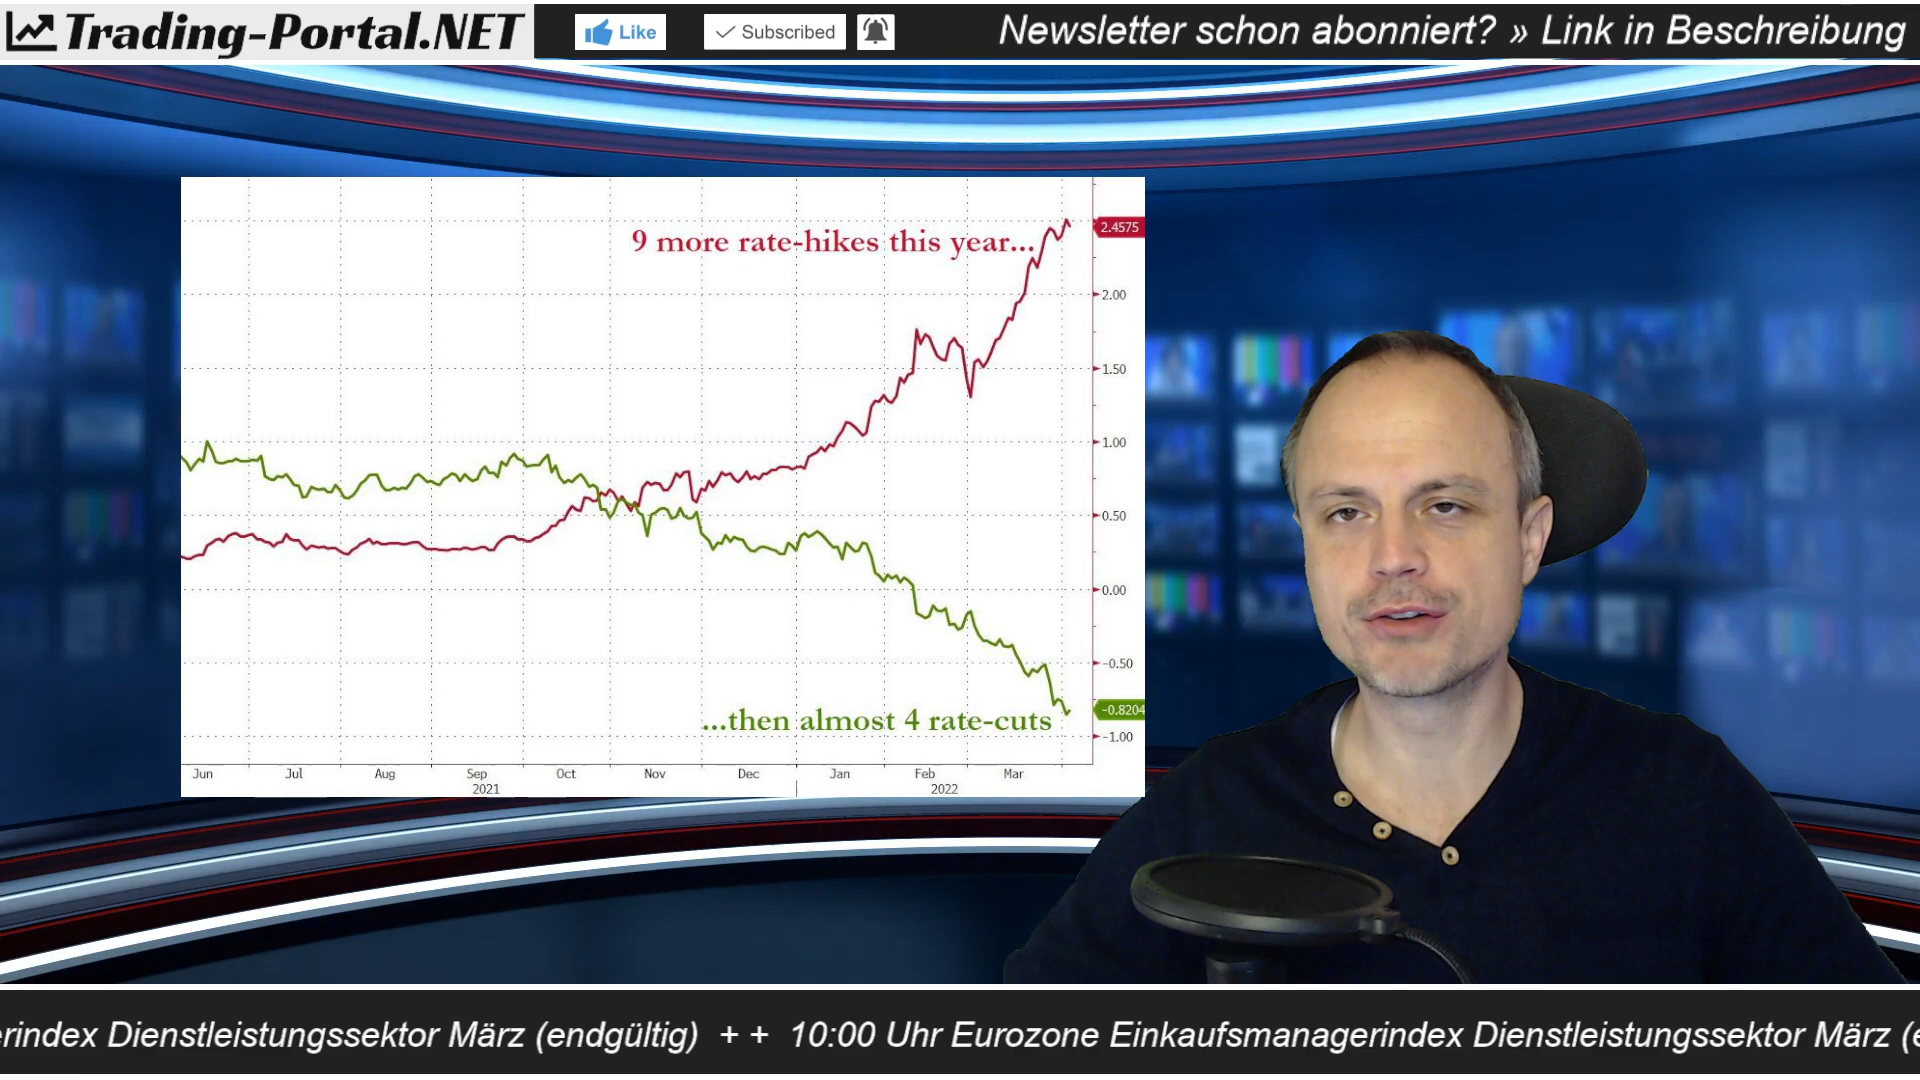 Trading-Portal.NET
Like
Subscribed
Newsletter schon abonniert? » Link in Beschreibung
9 more rate-hikes this year...
2.4575
2.00
1.50
1.00
0.50
0.00
-0.50
...then almost 4 rate-cuts
-0.8204
-1.00
Jun Jul Aug Sep Oct Nov Dec Jan Feb Mar
2021 2022
erindex Dienstleistungssektor März (endgültig) + + 10:00 Uhr Eurozone Einkaufsmanagerindex Dienstleistungssektor März (e